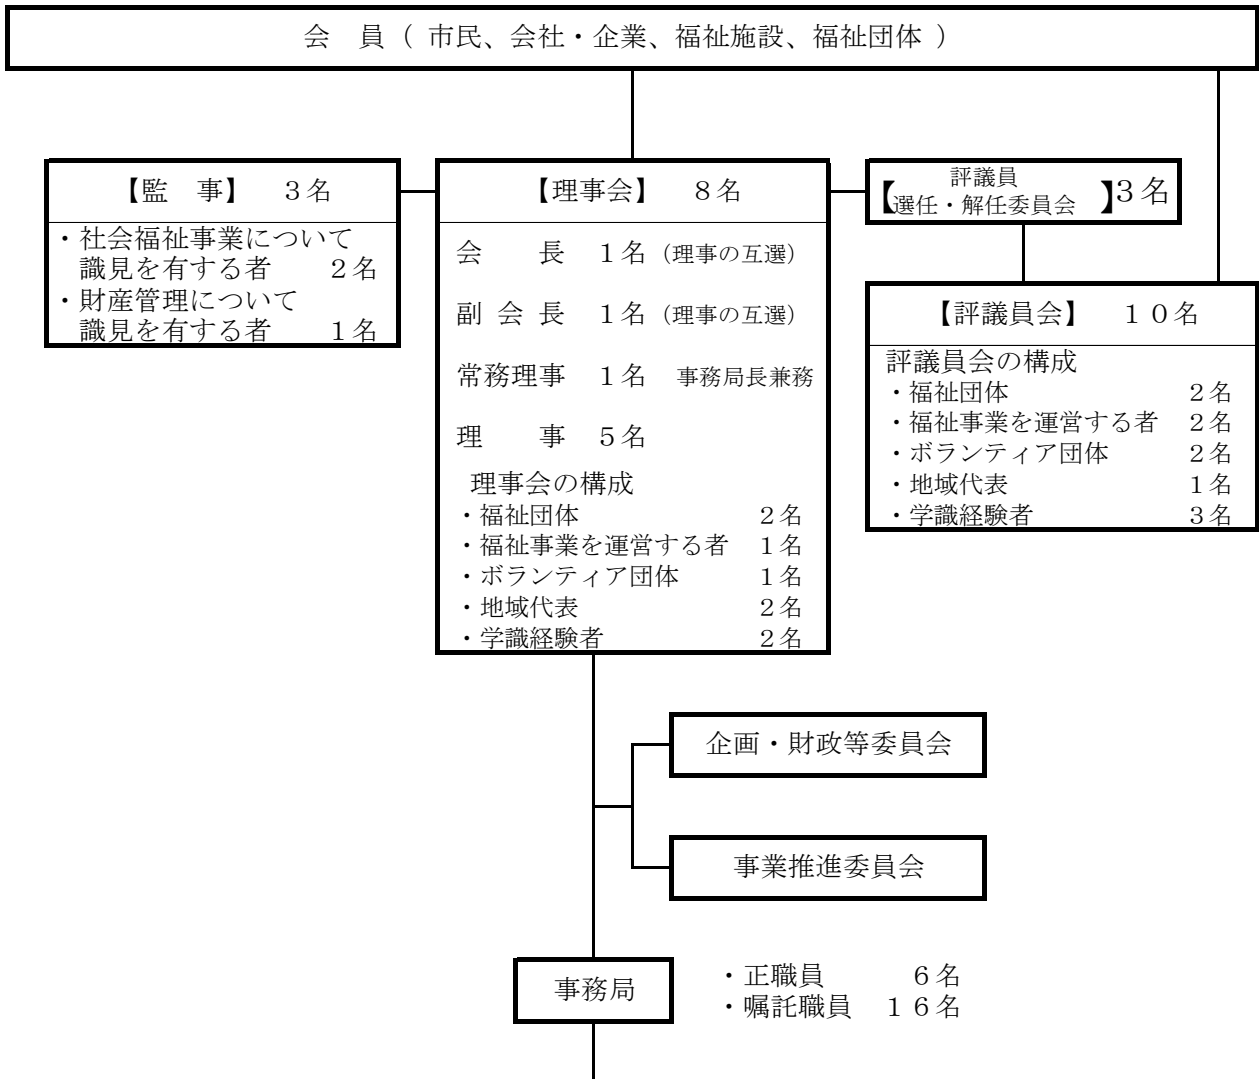 会　員（ 市民、会社・企業、福祉施設、福祉団体 ）
【監　事】　３名
・社会福祉事業について
識見を有する者　　２名
・財産管理について
識見を有する者　　１名
【理事会】　８名
会　　長　１名（理事の互選）
副 会 長　１名（理事の互選）
常務理事　１名　事務局長兼務
理　　事　５名
理事会の構成
・福祉団体　２名
・福祉事業を運営する者　１名
・ボランティア団体　１名
・地域代表　２名
・学識経験者　２名
評議員
【選任・解任委員会　】３名
【評議員会】　１０名
評議員会の構成
・福祉団体　２名
・福祉事業を運営する者　２名
・ボランティア団体　２名
・地域代表　１名
・学識経験者　３名
企画・財政等委員会
事業推進委員会
事務局
・正職員　６名
・嘱託職員　１６名